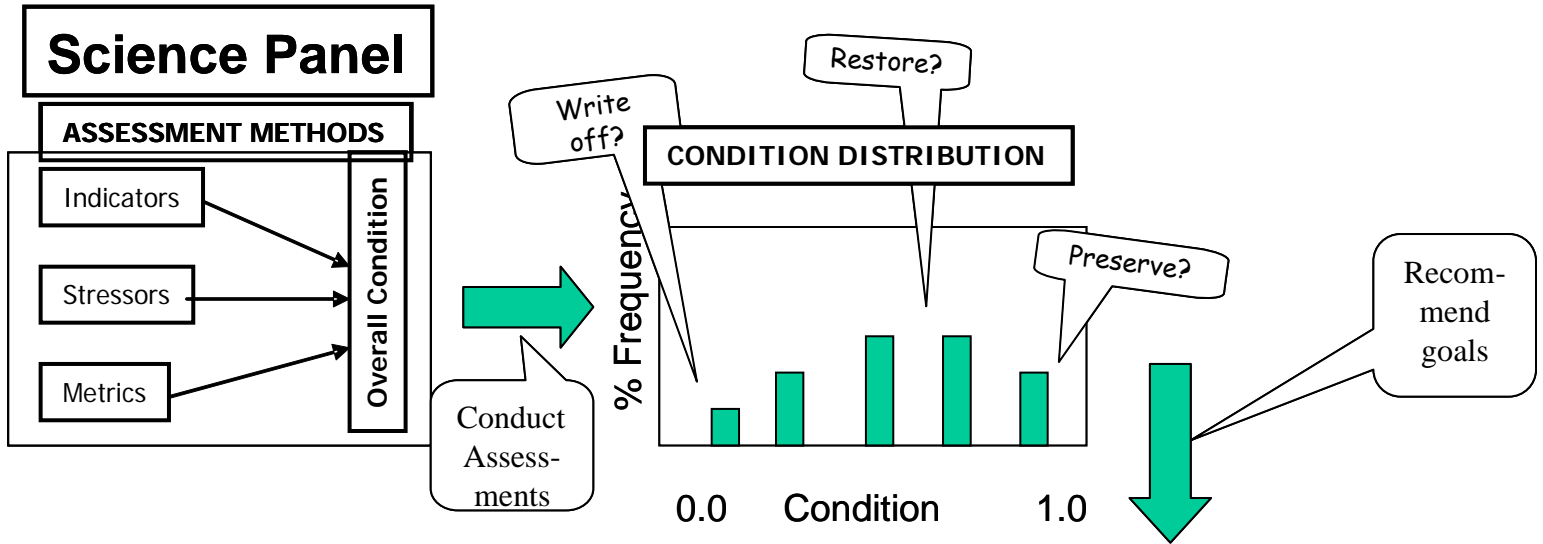 Science Panel
ASSESSMENT METHODS
Indicators
Stressors
Metrics
Overall Condition
Conduct
Assess-
ments
Write
off?
Restore?
CONDITION DISTRIBUTION
Preserve?
% Frequency
0.0 Condition 1.0
Recom-
mend
goals